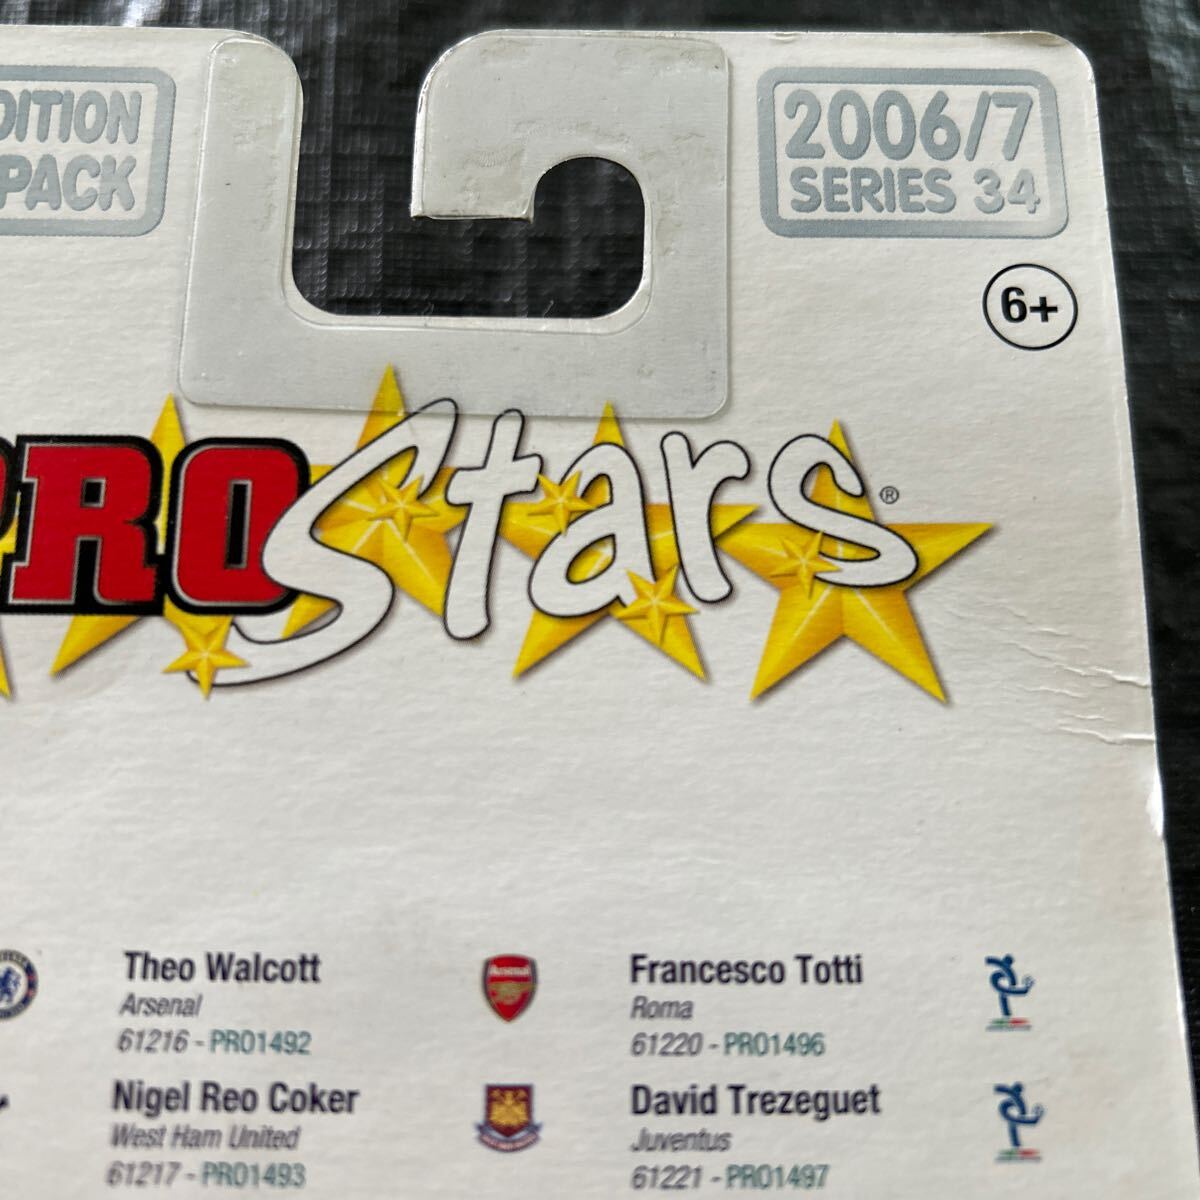 DITION
PACK
2006/7
SERIES 34
6+
PRO Stars®
Theo Walcott
Arsenal
61216 - PRO1492
Arsenal
Francesco Totti
Roma
61220 - PRO1496
Nigel Reo Coker
West Ham United
61217 - PRO1493
David Trezeguet
Juventus
61221 - PRO1497